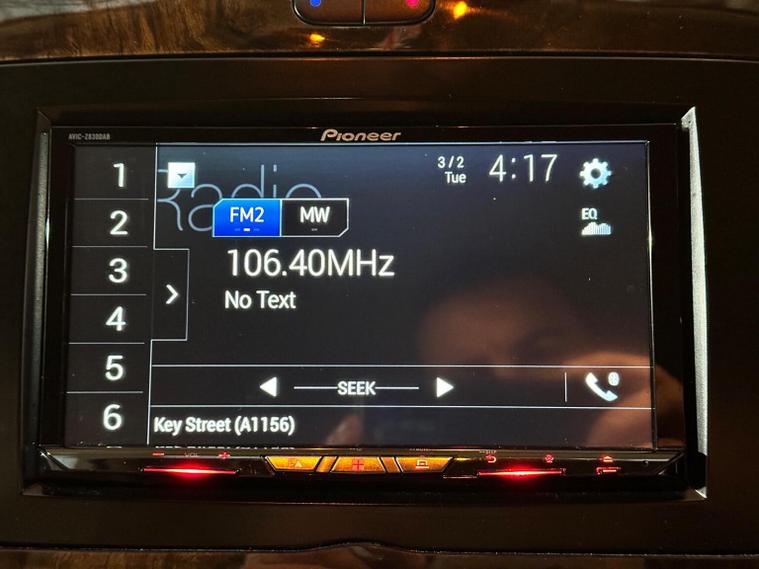 AVIC-Z830DAB
Pioneer
1
2
3
4
5
6
Radio
3/2
Tue
4:17
FM2
MW
EQ
106.40MHz
No Text
SEEK
Key Street (A1156)
VOL